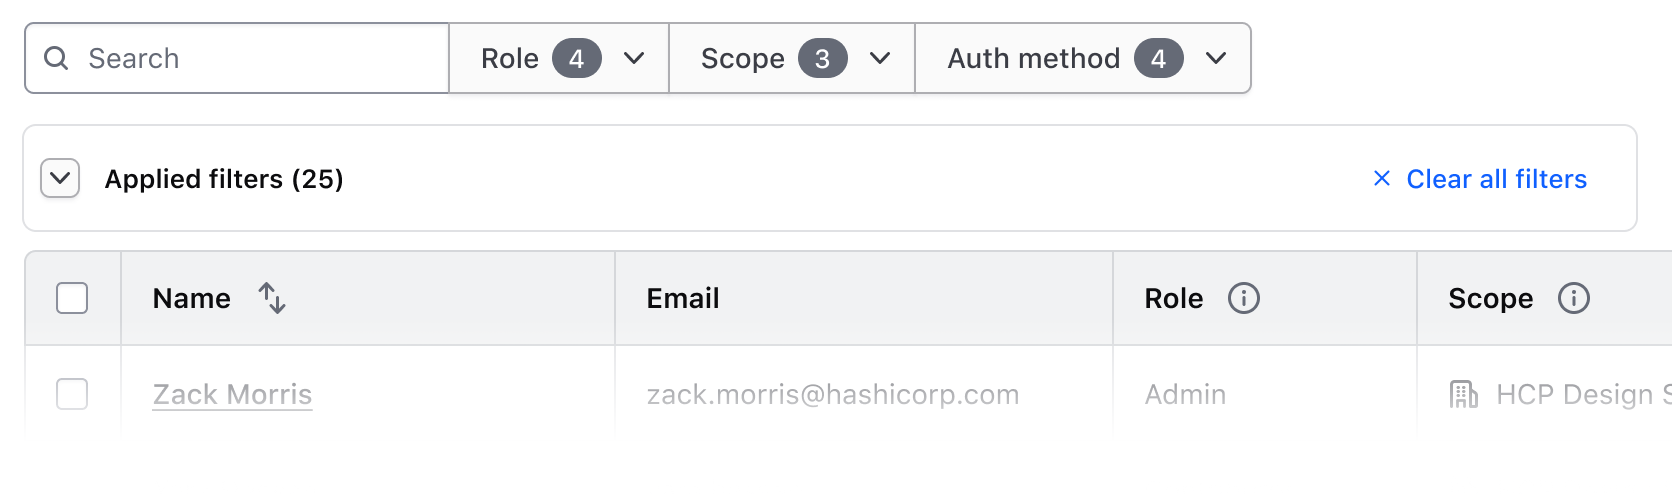 Search Role 4 Scope 3 Auth method 4
Applied filters (25) Clear all filters
Name Email Role Scope
Zack Morris zack.morris@hashicorp.com Admin HCP Design S